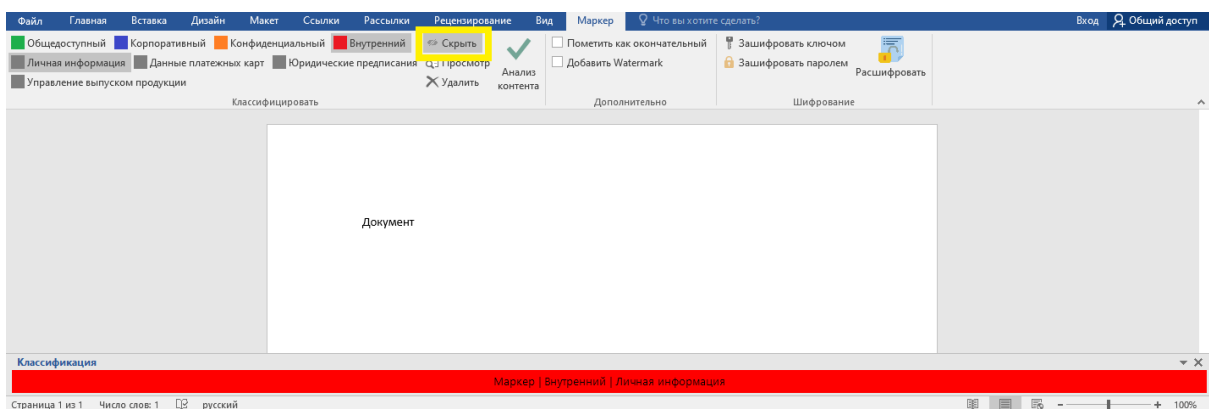 Файл Главная Вставка Дизайн Макет Ссылки Рассылки Рецензирование Вид Маркер Что вы хотите сделать? Вход Общий доступ
Общедоступный Корпоративный Конфиденциальный Внутренний Скрыть Пометить как окончательный Зашифровать ключом
Личная информация Данные платежных карт Юридические предписания Просмотр Анализ контента Добавить Watermark Зашифровать паролем Расшифровать
Управление выпуском продукции Удалить
Классифицировать Дополнительно Шифрование
Документ
Классификация
Маркер | Внутренний | Личная информация
Страница 1 из 1 Число слов: 1 русский 100%